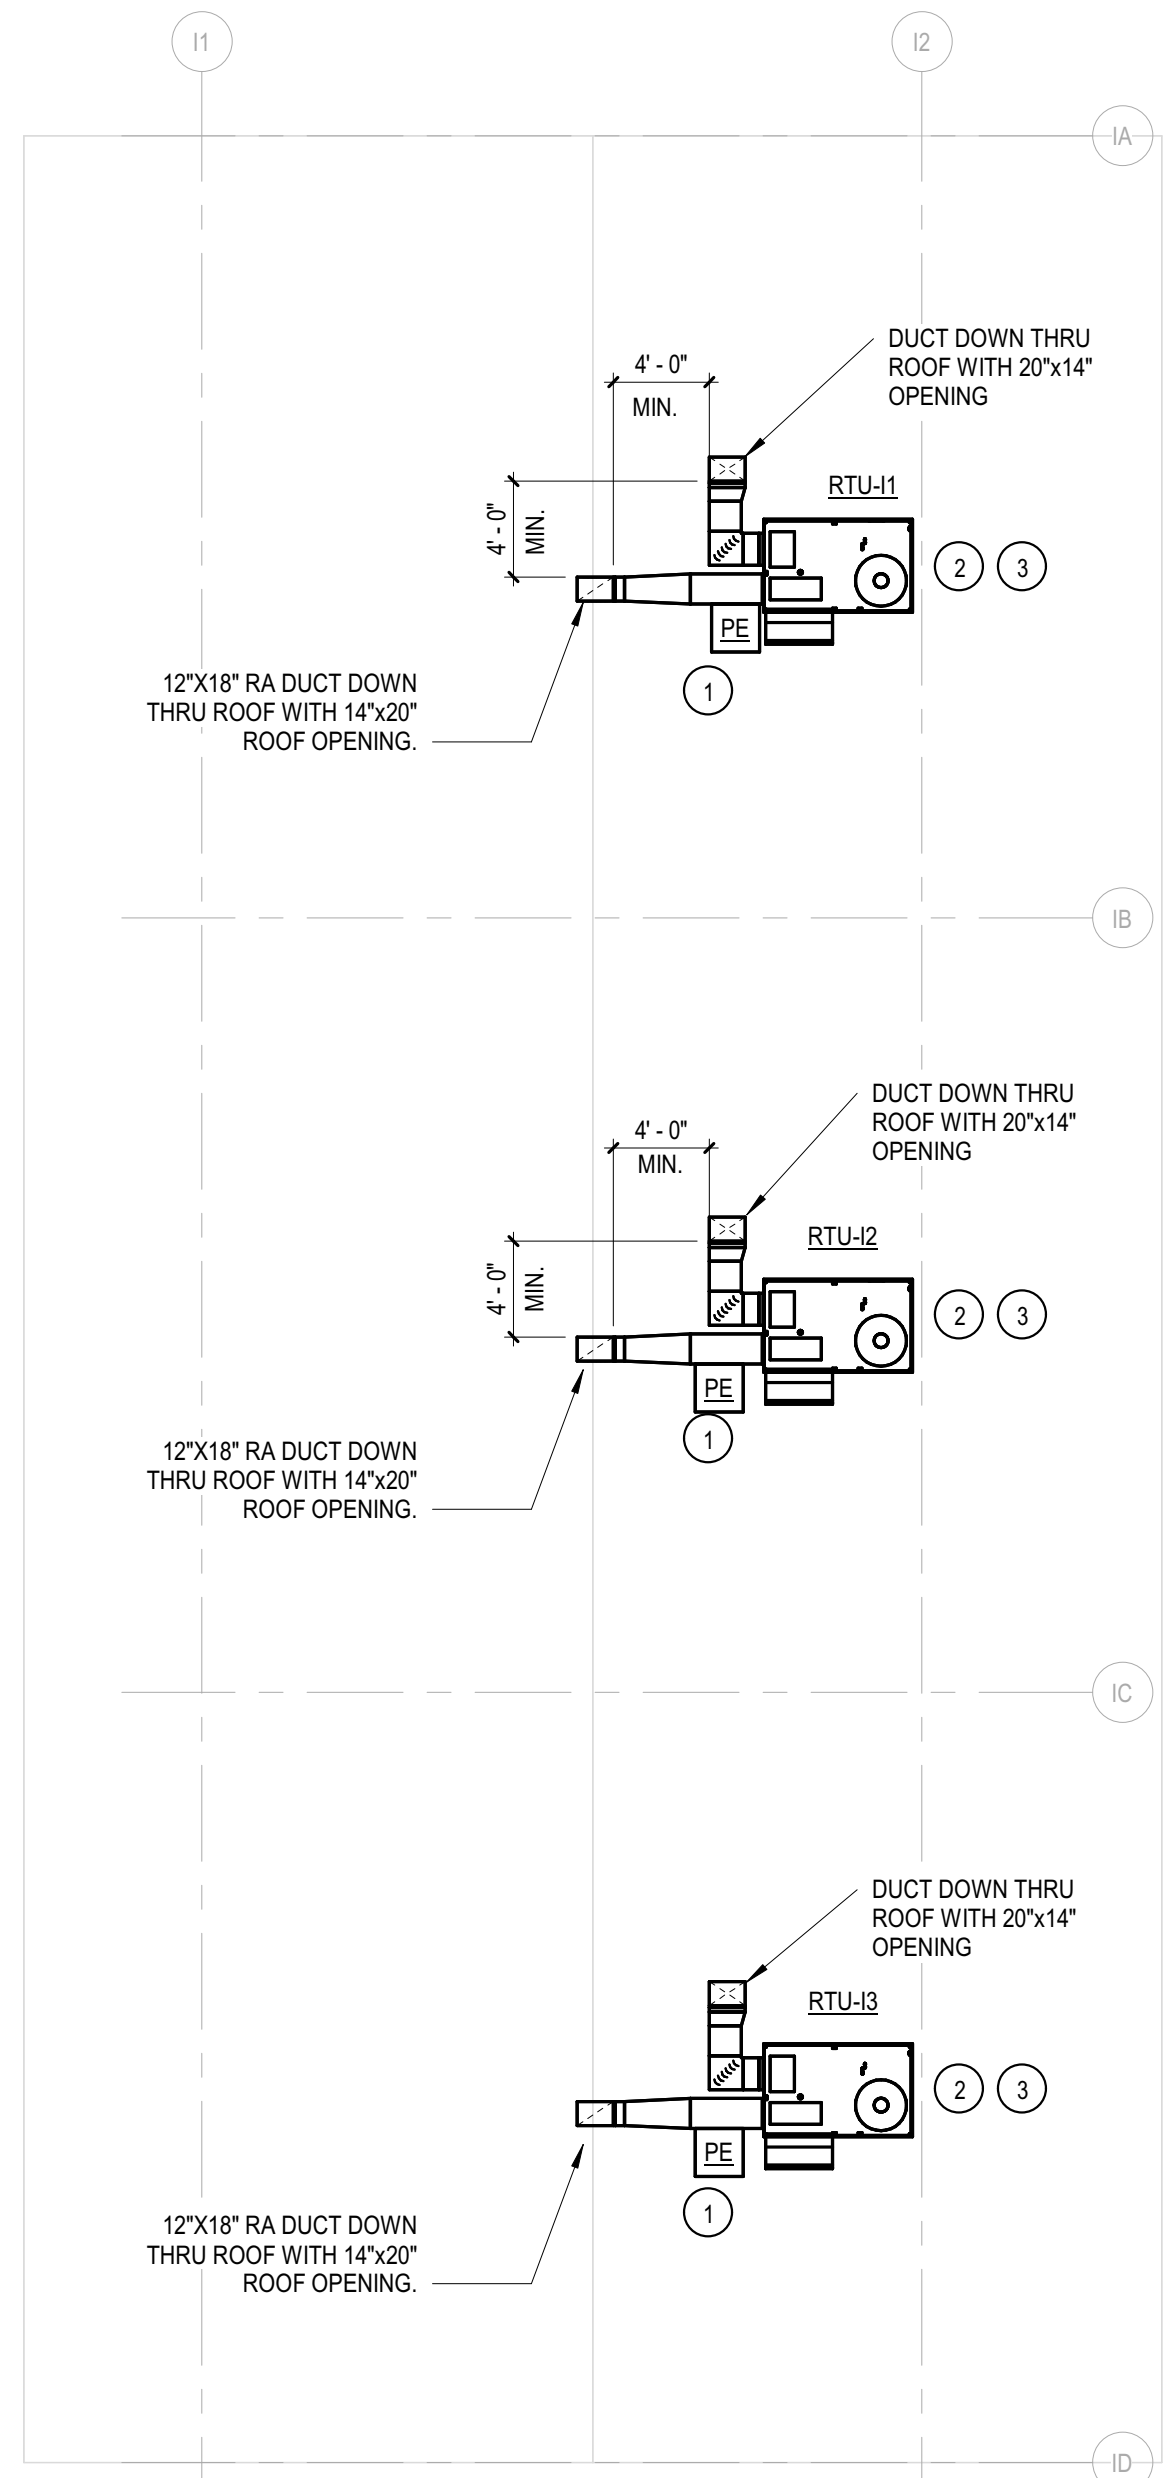 I1
I2
IA
DUCT DOWN THRU
ROOF WITH 20"x14"
OPENING
4' - 0"
MIN.
RTU-I1
4' - 0"
MIN.
2
3
PE
1
12"X18" RA DUCT DOWN
THRU ROOF WITH 14"x20"
ROOF OPENING.
IB
DUCT DOWN THRU
ROOF WITH 20"x14"
OPENING
4' - 0"
MIN.
RTU-I2
4' - 0"
MIN.
2
3
PE
1
12"X18" RA DUCT DOWN
THRU ROOF WITH 14"x20"
ROOF OPENING.
IC
DUCT DOWN THRU
ROOF WITH 20"x14"
OPENING
RTU-I3
2
3
PE
1
12"X18" RA DUCT DOWN
THRU ROOF WITH 14"x20"
ROOF OPENING.
ID